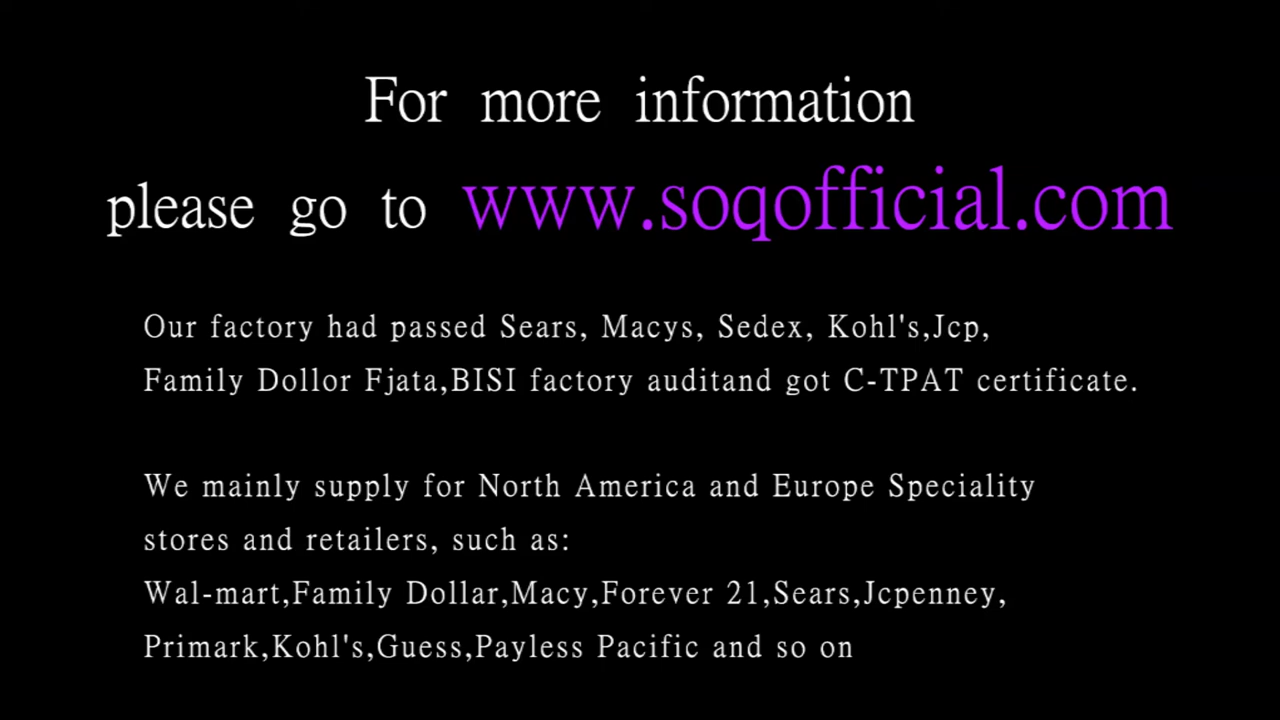 For more information
please go to www.soqofficial.com
Our factory had passed Sears, Macys, Sedex, Kohl's,Jcp,
Family Dollor Fjata,BISI factory auditand got C-TPAT certificate.
We mainly supply for North America and Europe Speciality
stores and retailers, such as:
Wal-mart,Family Dollar,Macy,Forever 21,Sears,Jcpenney,
Primark,Kohl's,Guess,Payless Pacific and so on